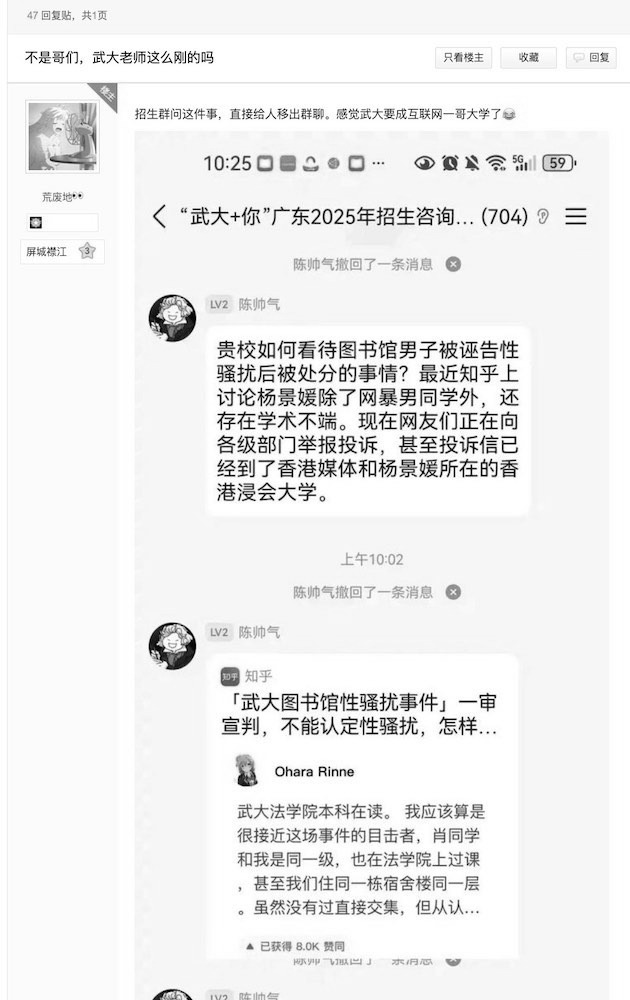 47 回复贴，共1页
不是哥们，武大老师这么刚的吗
只看楼主
收藏
回复
楼主
招生群问这件事，直接给人移出群聊。感觉武大要成互联网一哥大学了
荒废地
屏城襟江
3
10:25
5G
59
“武大+你”广东2025年招生咨询... (704)
陈帅气撤回了一条消息
LV2 陈帅气
贵校如何看待图书馆男子被诬告性
骚扰后被处分的事情？最近知乎上
讨论杨景媛除了网暴男同学外，还
存在学术不端。现在网友们正在向
各级部门举报投诉，甚至投诉信已
经到了香港媒体和杨景媛所在的香
港浸会大学。
上午10:02
陈帅气撤回了一条消息
LV2 陈帅气
知乎 知乎
「武大图书馆性骚扰事件」一审
宣判，不能认定性骚扰，怎样...
Ohara Rinne
武大法学院本科在读。 我应该算是
很接近这场事件的目击者，肖同学
和我是同一级，也在法学院上过课
，甚至我们住同一栋宿舍楼同一层
。虽然没有过直接交集，但从认...
▲ 已获得 8.0K 赞同
陈帅气撤回了一条消息
LV2 陈帅气